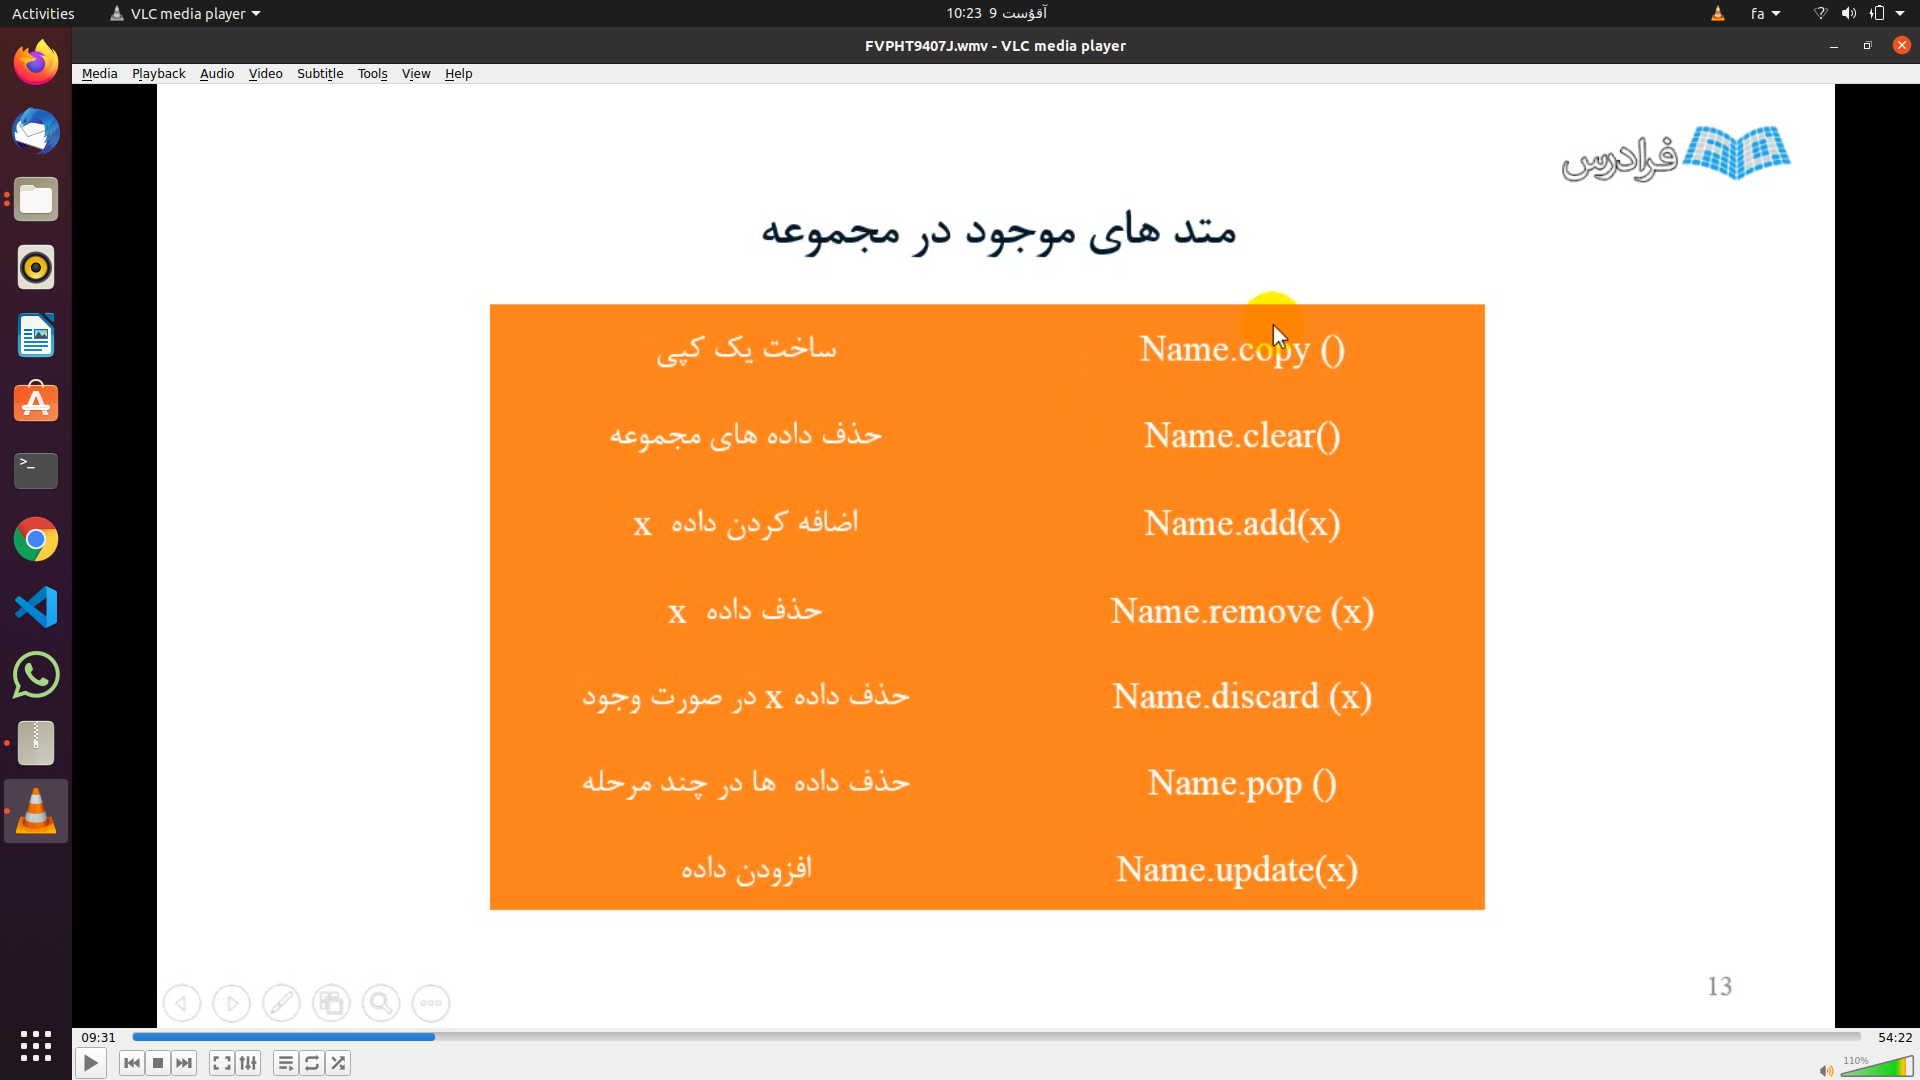 Activities
VLC media player
آقۇست 9 10:23
fa
FVPHT9407J.wmv - VLC media player
Media Playback Audio Video Subtitle Tools View Help
فرادرس
متد های موجود در مجموعه
Name.copy () ساخت یک کپی
Name.clear() حذف داده های مجموعه
Name.add(x) اضافه کردن داده x
Name.remove (x) حذف داده x
Name.discard (x) حذف داده x در صورت وجود
Name.pop () حذف داده ها در چند مرحله
Name.update(x) افزودن داده
13
09:31
54:22
110%